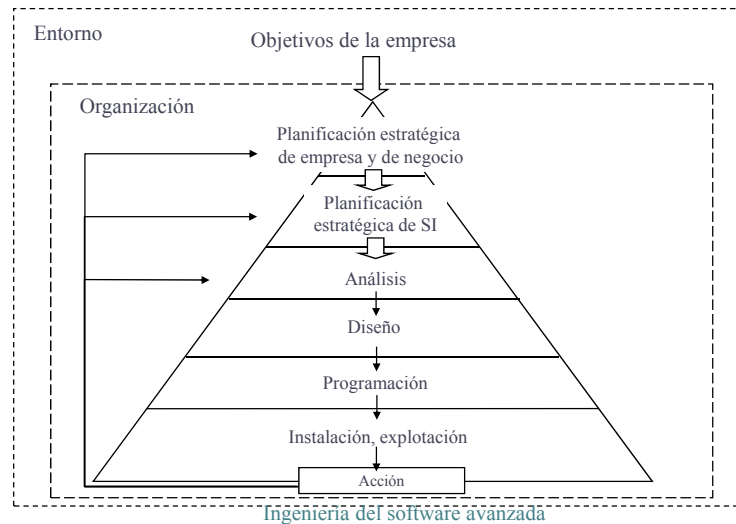 Entorno
Objetivos de la empresa
Organización
Planificación estratégica
de empresa y de negocio
Planificación
estratégica de SI
Análisis
Diseño
Programación
Instalación, explotación
Acción
Ingeniería del software avanzada